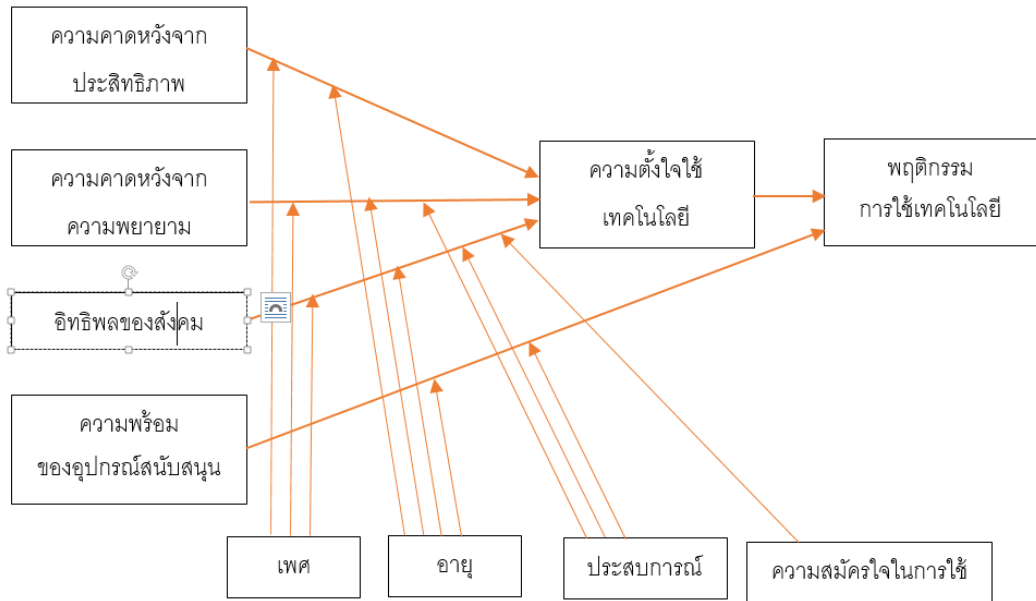 ความคาดหวังจาก
ประสิทธิภาพ
ความคาดหวังจาก
ความพยายาม
อิทธิพลของสังคม
ความพร้อม
ของอุปกรณ์สนับสนุน
ความตั้งใจใช้
เทคโนโลยี
พฤติกรรม
การใช้เทคโนโลยี
เพศ
อายุ
ประสบการณ์
ความสมัครใจในการใช้